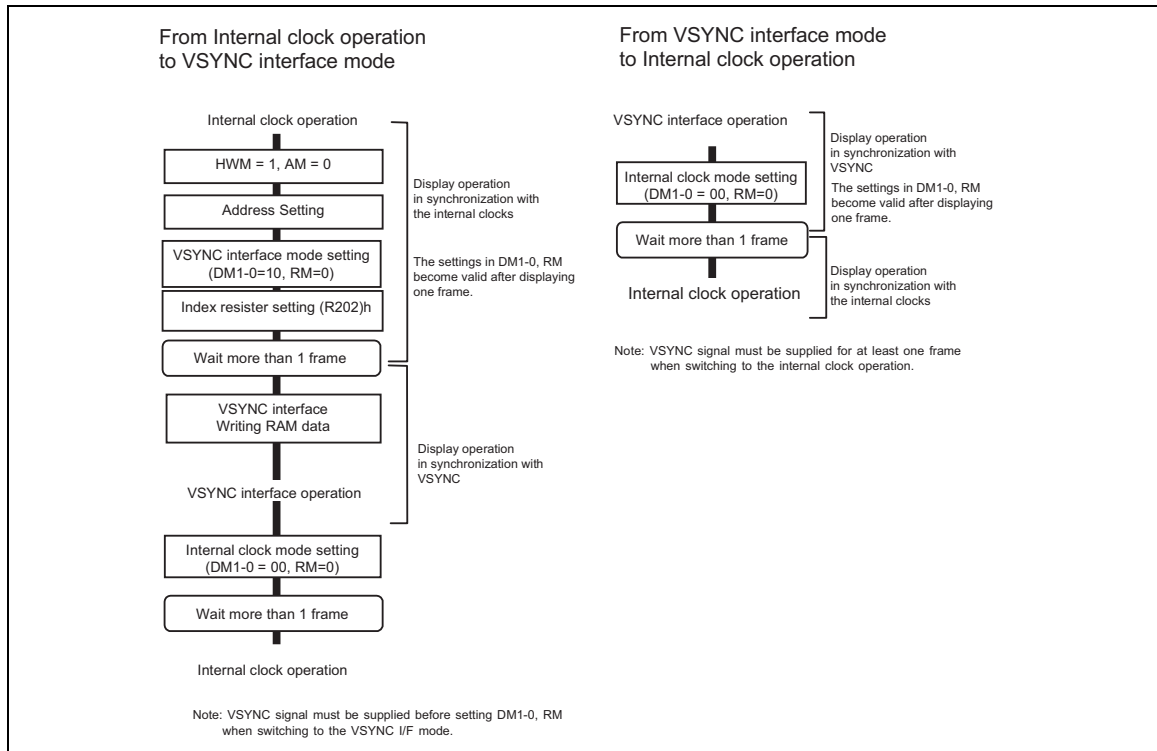 From Internal clock operation
to VSYNC interface mode
Internal clock operation
HWM = 1, AM = 0
Address Setting
VSYNC interface mode setting
(DM1-0=10, RM=0)
Index resister setting (R202)h
Wait more than 1 frame
VSYNC interface
Writing RAM data
VSYNC interface operation
Internal clock mode setting
(DM1-0 = 00, RM=0)
Wait more than 1 frame
Internal clock operation
Display operation
in synchronization with
the internal clocks
The settings in DM1-0, RM
become valid after displaying
one frame.
Display operation
in synchronization with
VSYNC
Note: VSYNC signal must be supplied before setting DM1-0, RM
when switching to the VSYNC I/F mode.
From VSYNC interface mode
to Internal clock operation
VSYNC interface operation
Internal clock mode setting
(DM1-0 = 00, RM=0)
Wait more than 1 frame
Internal clock operation
Display operation
in synchronization with
VSYNC
The settings in DM1-0, RM
become valid after displaying
one frame.
Display operation
in synchronization with
the internal clocks
Note: VSYNC signal must be supplied for at least one frame
when switching to the internal clock operation.